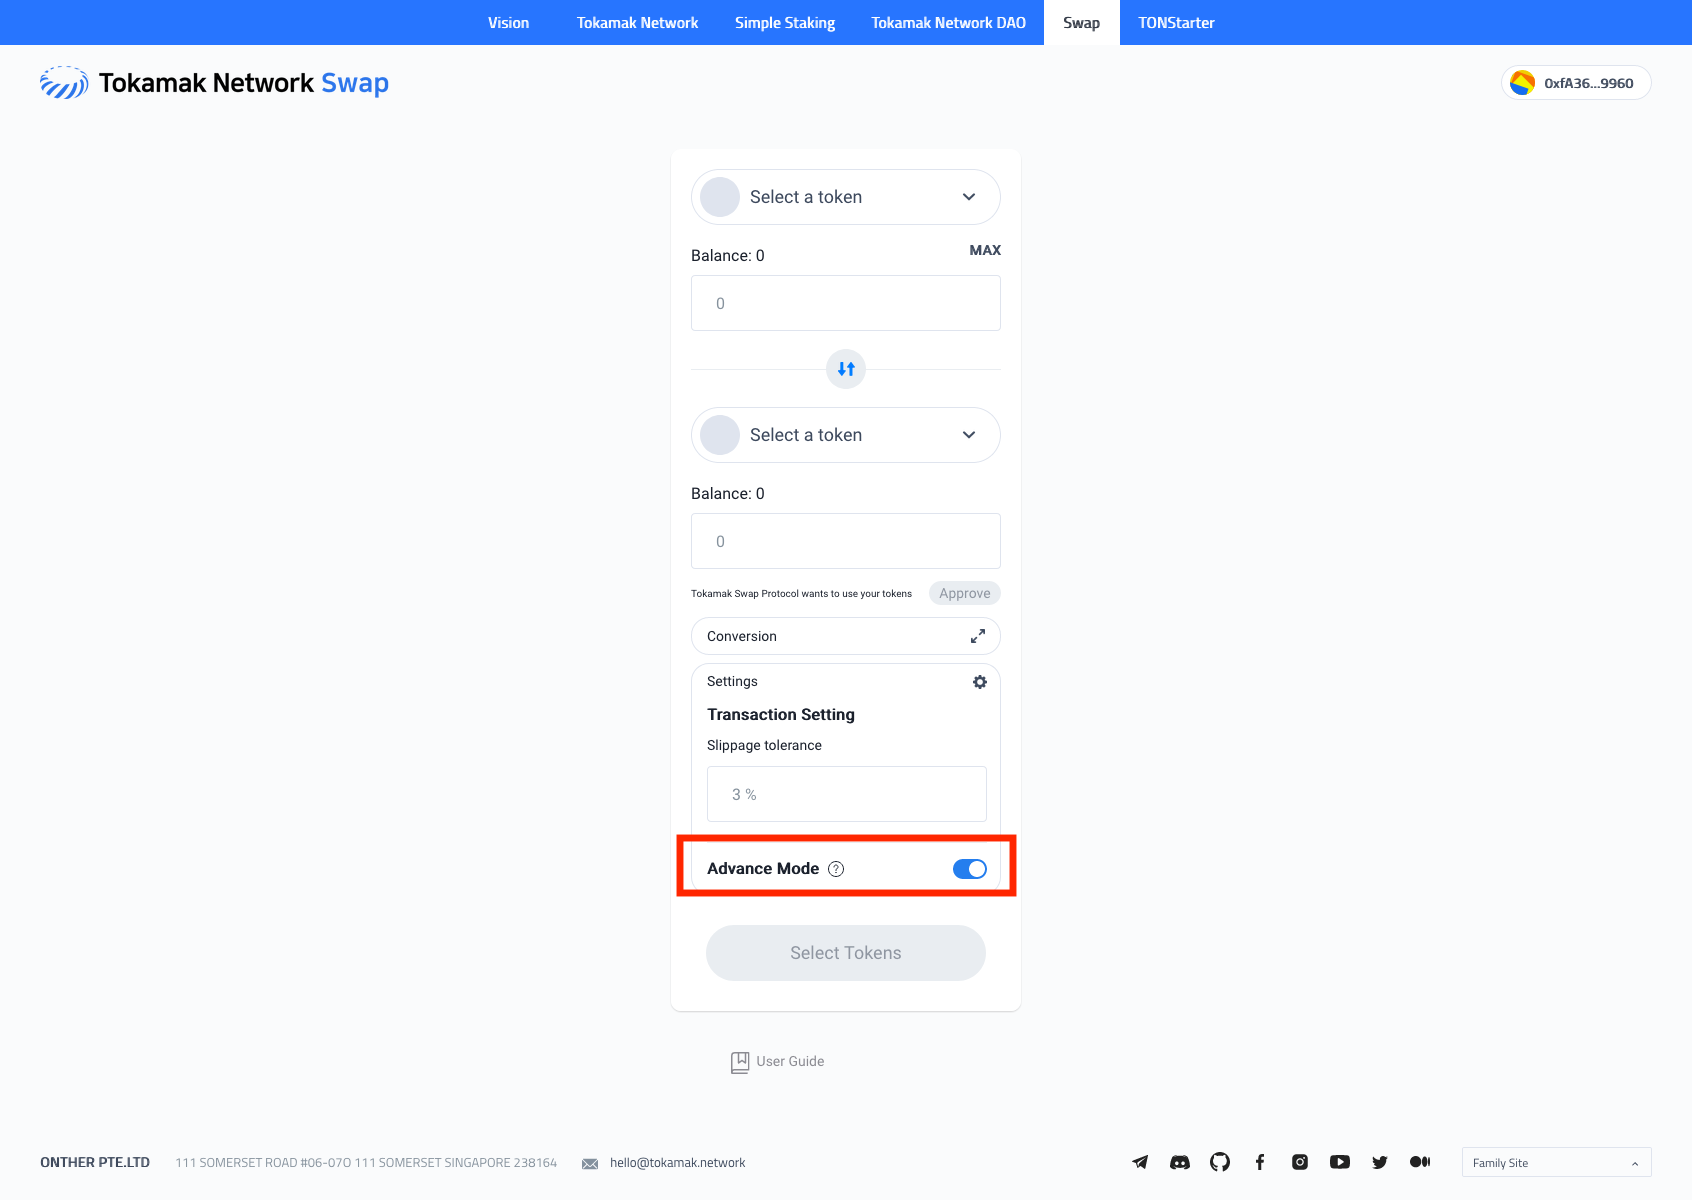 Vision Tokamak Network Simple Staking Tokamak Network DAO Swap TONStarter
Tokamak Network Swap
0xfA36...9960
Select a token
Balance: 0
MAX
0
Select a token
Balance: 0
0
Tokamak Swap Protocol wants to use your tokens
Approve
Conversion
Settings
Transaction Setting
Slippage tolerance
3 %
Advance Mode ?
Select Tokens
User Guide
ONTHER PTE.LTD 111 SOMERSET ROAD #06-07O 111 SOMERSET SINGAPORE 238164 hello@tokamak.network
Family Site